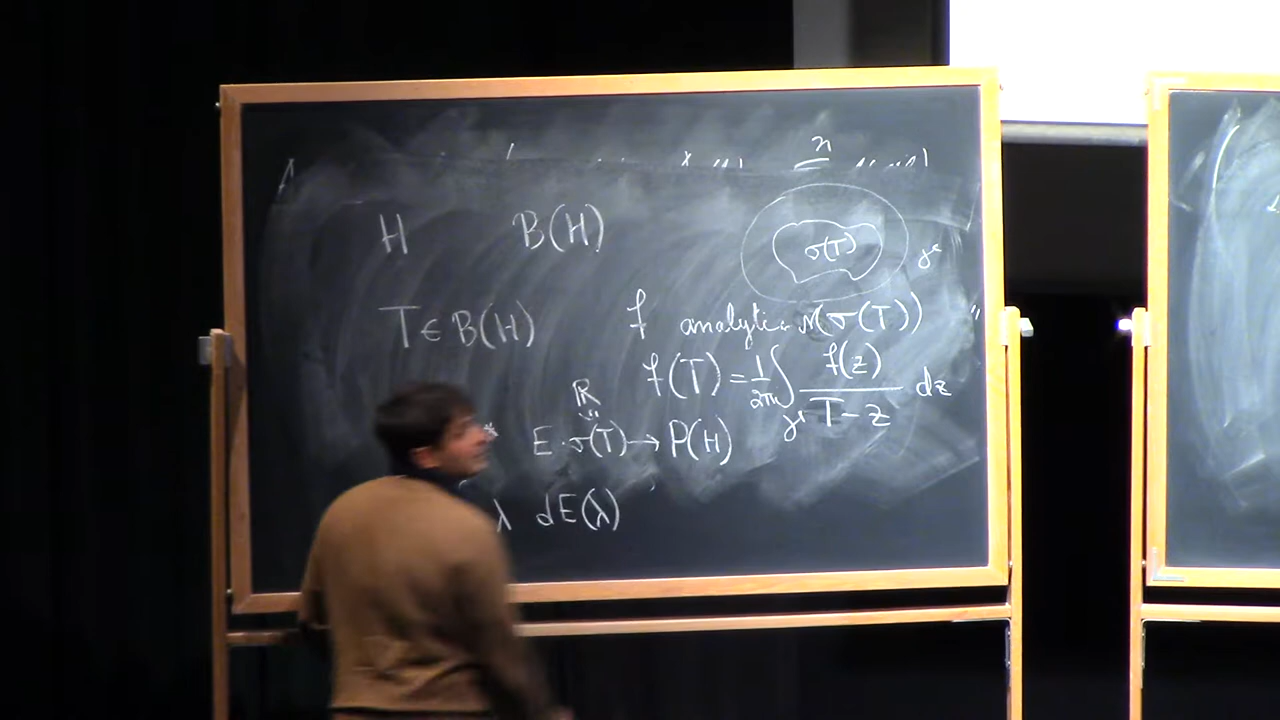 n
H B(H) σ(T) γ
T ∈ B(H) f analytic N(σ(T))
f(T) = 1/2πi ∫γ f(z)/(T - z) dz
ℝ
* E : σ(T) → P(H)
λ dE(λ)